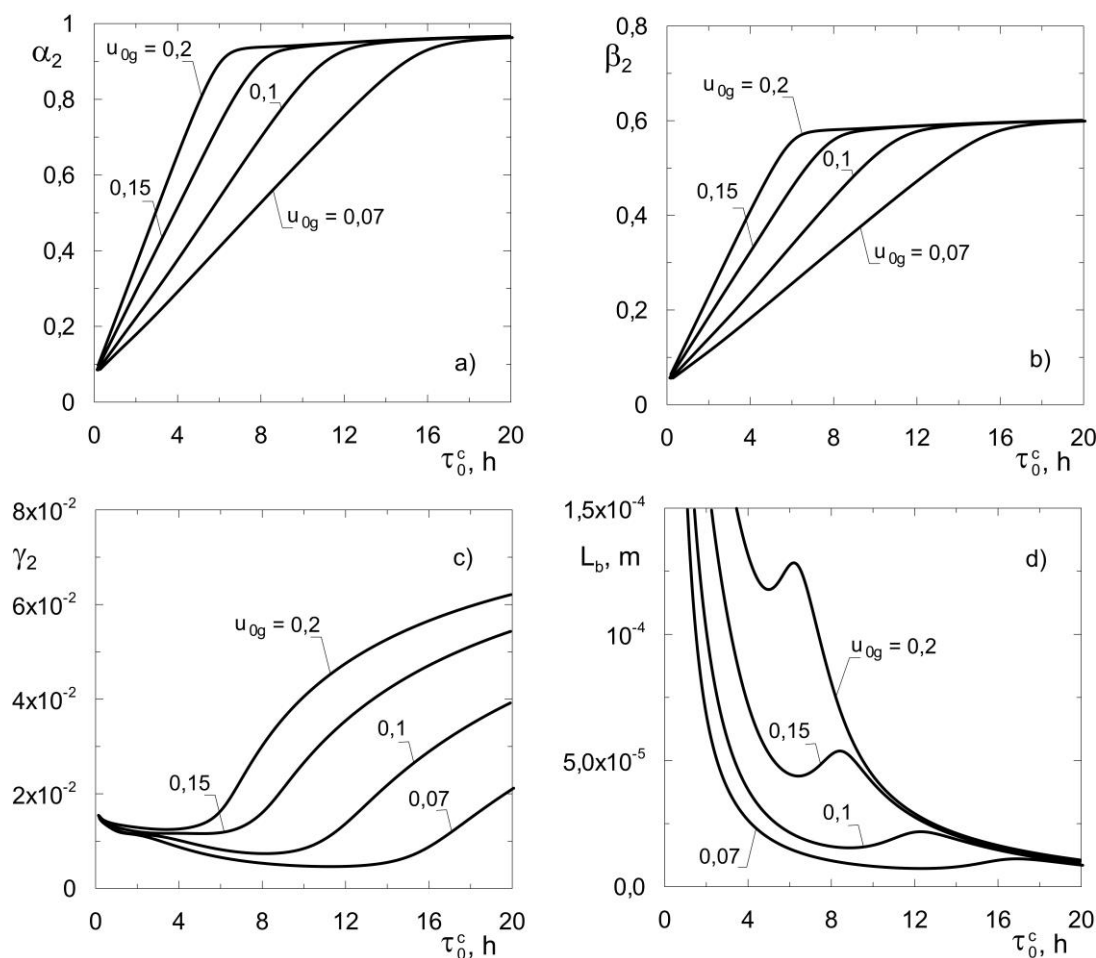 1
α₂
u₀g = 0,2
0,8
0,1
0,6
0,15
u₀g = 0,07
0,4
0,2
a)
0
0 4 8 12 16 20
τ₀ᶜ, h
0,8
β₂
u₀g = 0,2
0,6
0,1
0,15
0,4
u₀g = 0,07
0,2
b)
0
0 4 8 12 16 20
τ₀ᶜ, h
8x10⁻²
γ₂
c)
6x10⁻²
u₀g = 0,2
4x10⁻²
0,1
0,15
0,07
2x10⁻²
0
0 4 8 12 16 20
τ₀ᶜ, h
1,5x10⁻⁴
L_b, m
d)
10⁻⁴
u₀g = 0,2
0,15
5,0x10⁻⁵
0,1
0,07
0,0
0 4 8 12 16 20
τ₀ᶜ, h